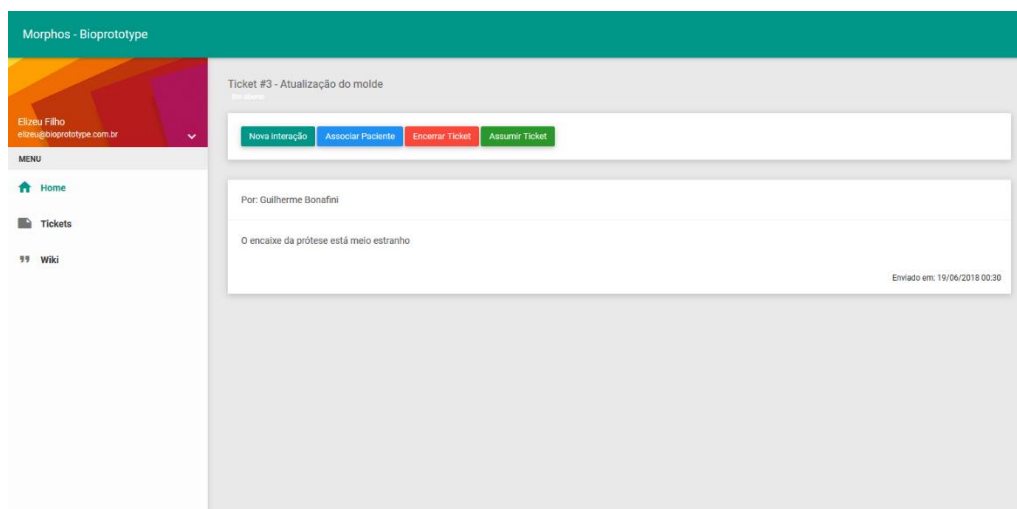 Morphos - Bioprototype
Ticket #3 - Atualização do molde
Elizeu Filho
elizeu@bioprototype.com.br
MENU
Home
Tickets
Wiki
Nova Interação Associar Paciente Encerrar Ticket Assumir Ticket
Por: Guilherme Bonafini
O encaixe da prótese está meio estranho
Enviado em: 19/06/2018 00:30